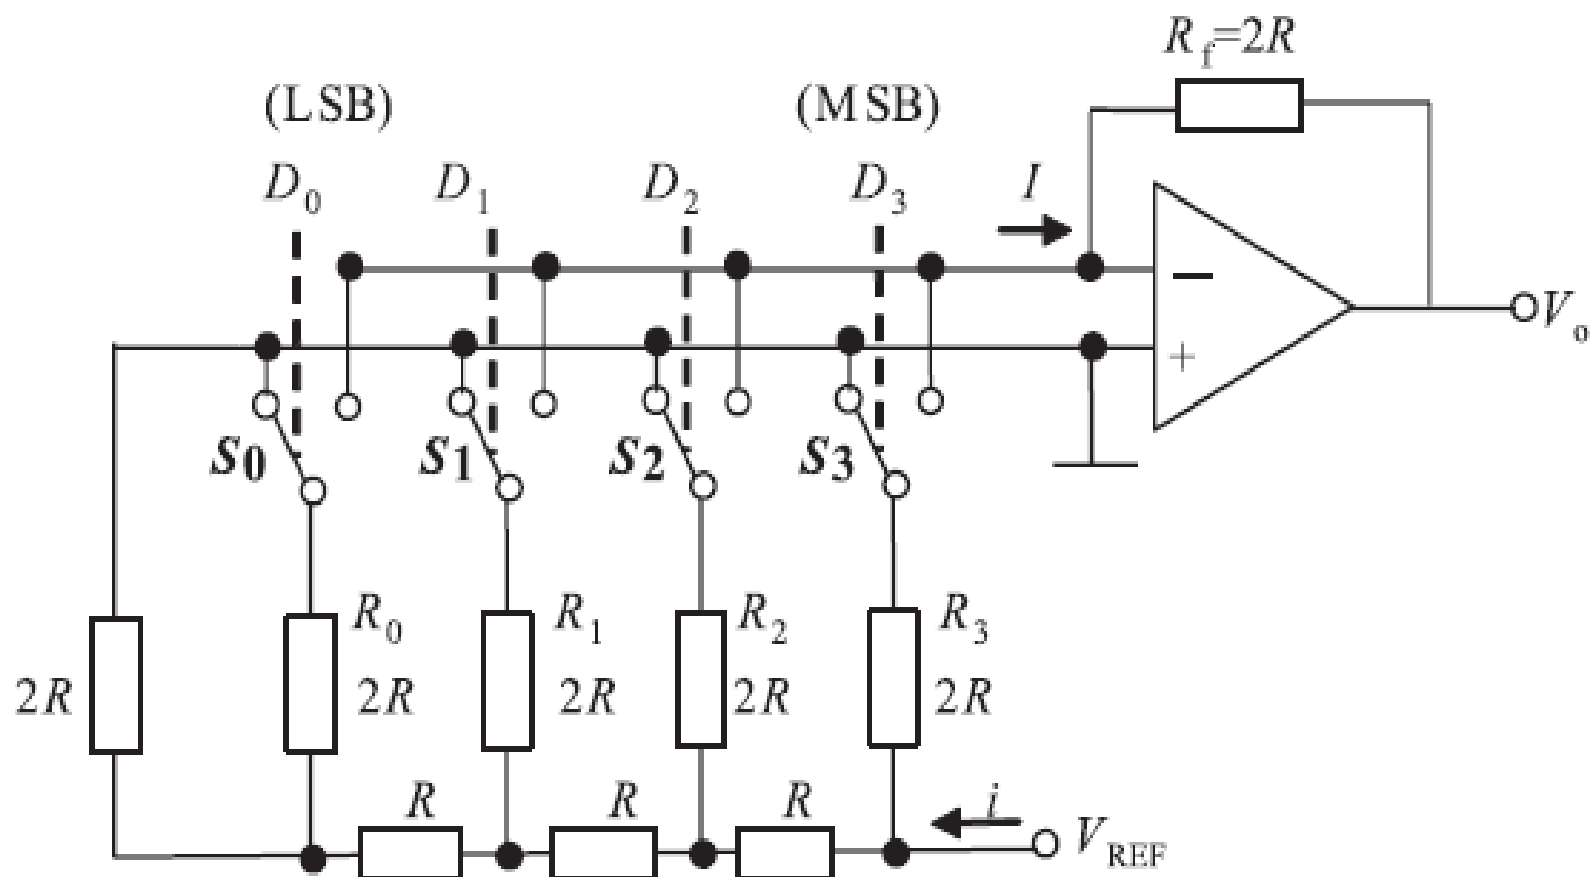 R_f=2R
(LSB) (MSB)
D_0 D_1 D_2 D_3 I
−
+
V_o
S0 S1 S2 S3
R_0 R_1 R_2 R_3
2R 2R 2R 2R 2R
R R R i
V_REF